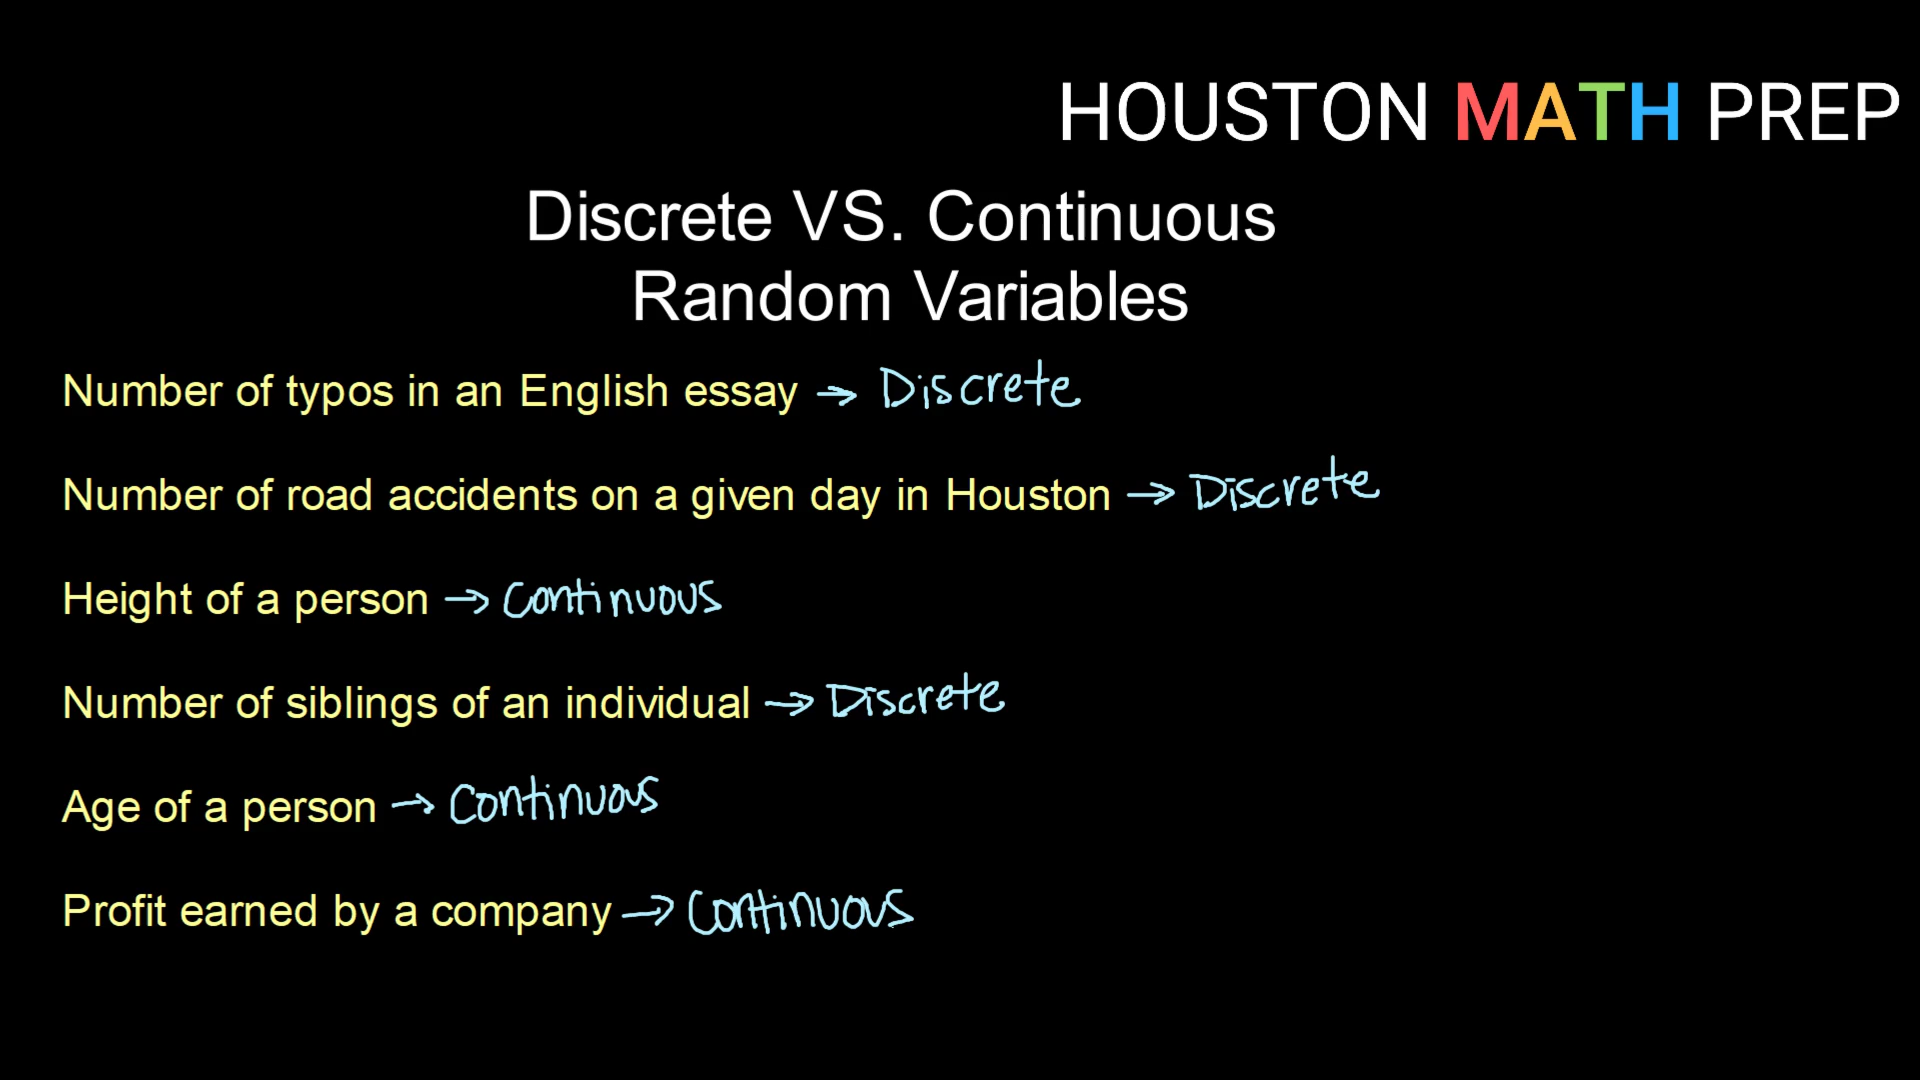 HOUSTON MATH PREP
Discrete VS. Continuous
Random Variables
Number of typos in an English essay → Discrete
Number of road accidents on a given day in Houston → Discrete
Height of a person → Continuous
Number of siblings of an individual → Discrete
Age of a person → Continuous
Profit earned by a company → Continuous